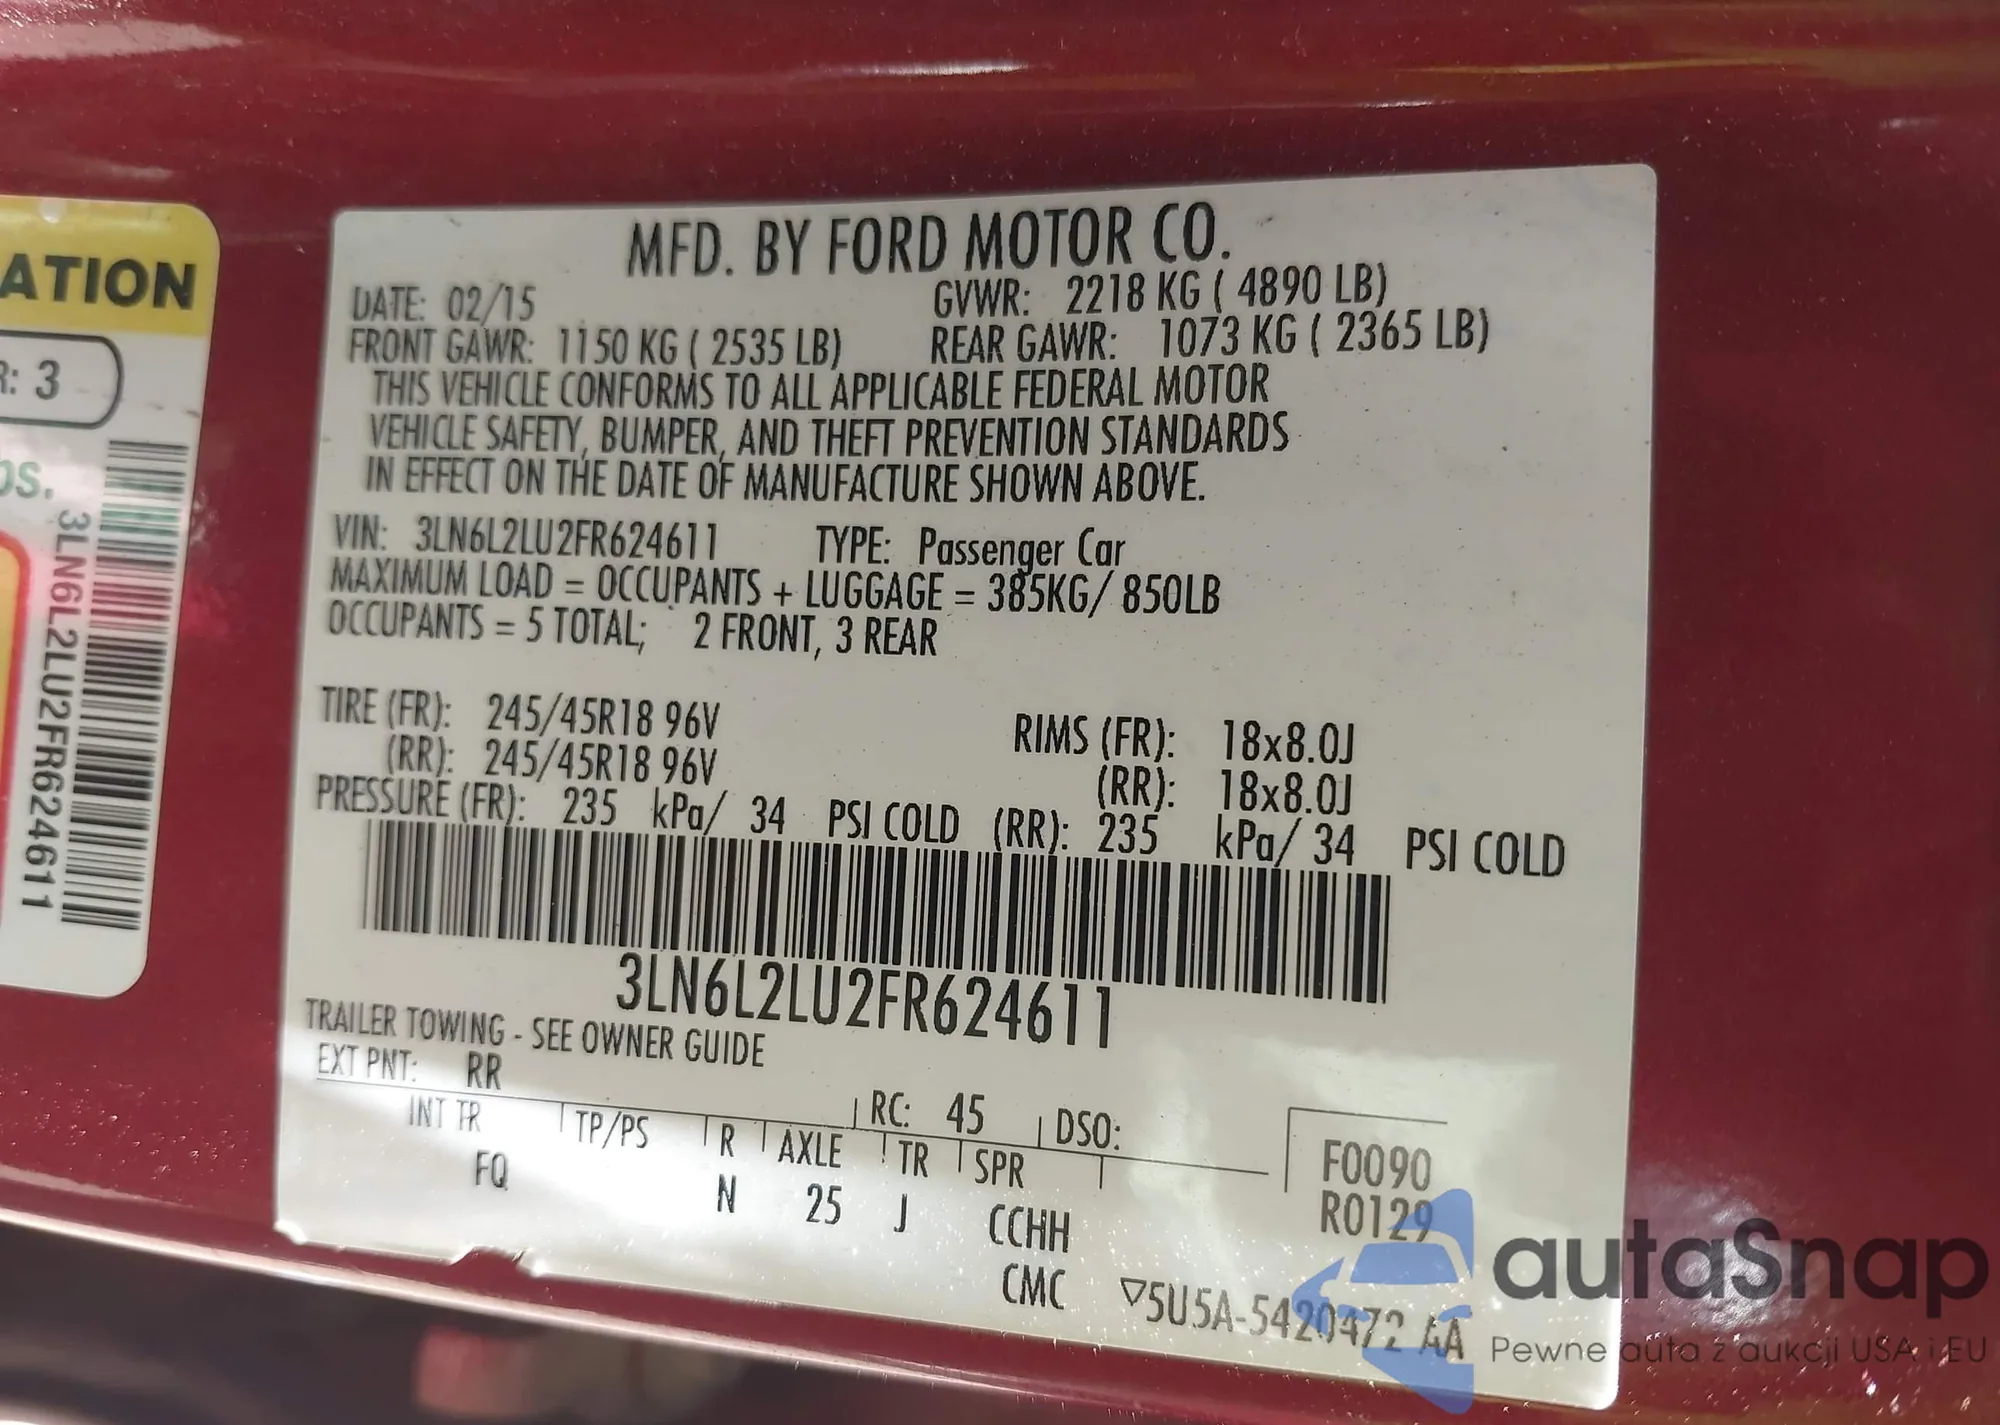 ATION
R: 3
bs.
3LN6L2LU2FR624611
MFD. BY FORD MOTOR CO.
DATE: 02/15 GVWR: 2218 KG ( 4890 LB)
FRONT GAWR: 1150 KG ( 2535 LB) REAR GAWR: 1073 KG ( 2365 LB)
THIS VEHICLE CONFORMS TO ALL APPLICABLE FEDERAL MOTOR
VEHICLE SAFETY, BUMPER, AND THEFT PREVENTION STANDARDS
IN EFFECT ON THE DATE OF MANUFACTURE SHOWN ABOVE.
VIN: 3LN6L2LU2FR624611 TYPE: Passenger Car
MAXIMUM LOAD = OCCUPANTS + LUGGAGE = 385KG/ 850LB
OCCUPANTS = 5 TOTAL; 2 FRONT, 3 REAR
TIRE (FR): 245/45R18 96V RIMS (FR): 18x8.0J
(RR): 245/45R18 96V (RR): 18x8.0J
PRESSURE (FR): 235 kPa/ 34 PSI COLD (RR): 235 kPa/ 34 PSI COLD
3LN6L2LU2FR624611
TRAILER TOWING - SEE OWNER GUIDE
EXT PNT: RR RC: 45 DSO:
INT TR TP/PS R AXLE TR SPR
FQ N 25 J CCHH
CMC
F0090
R0129
▽5U5A-5420472 AA
autaSnap
Pewne auta z aukcji USA i EU